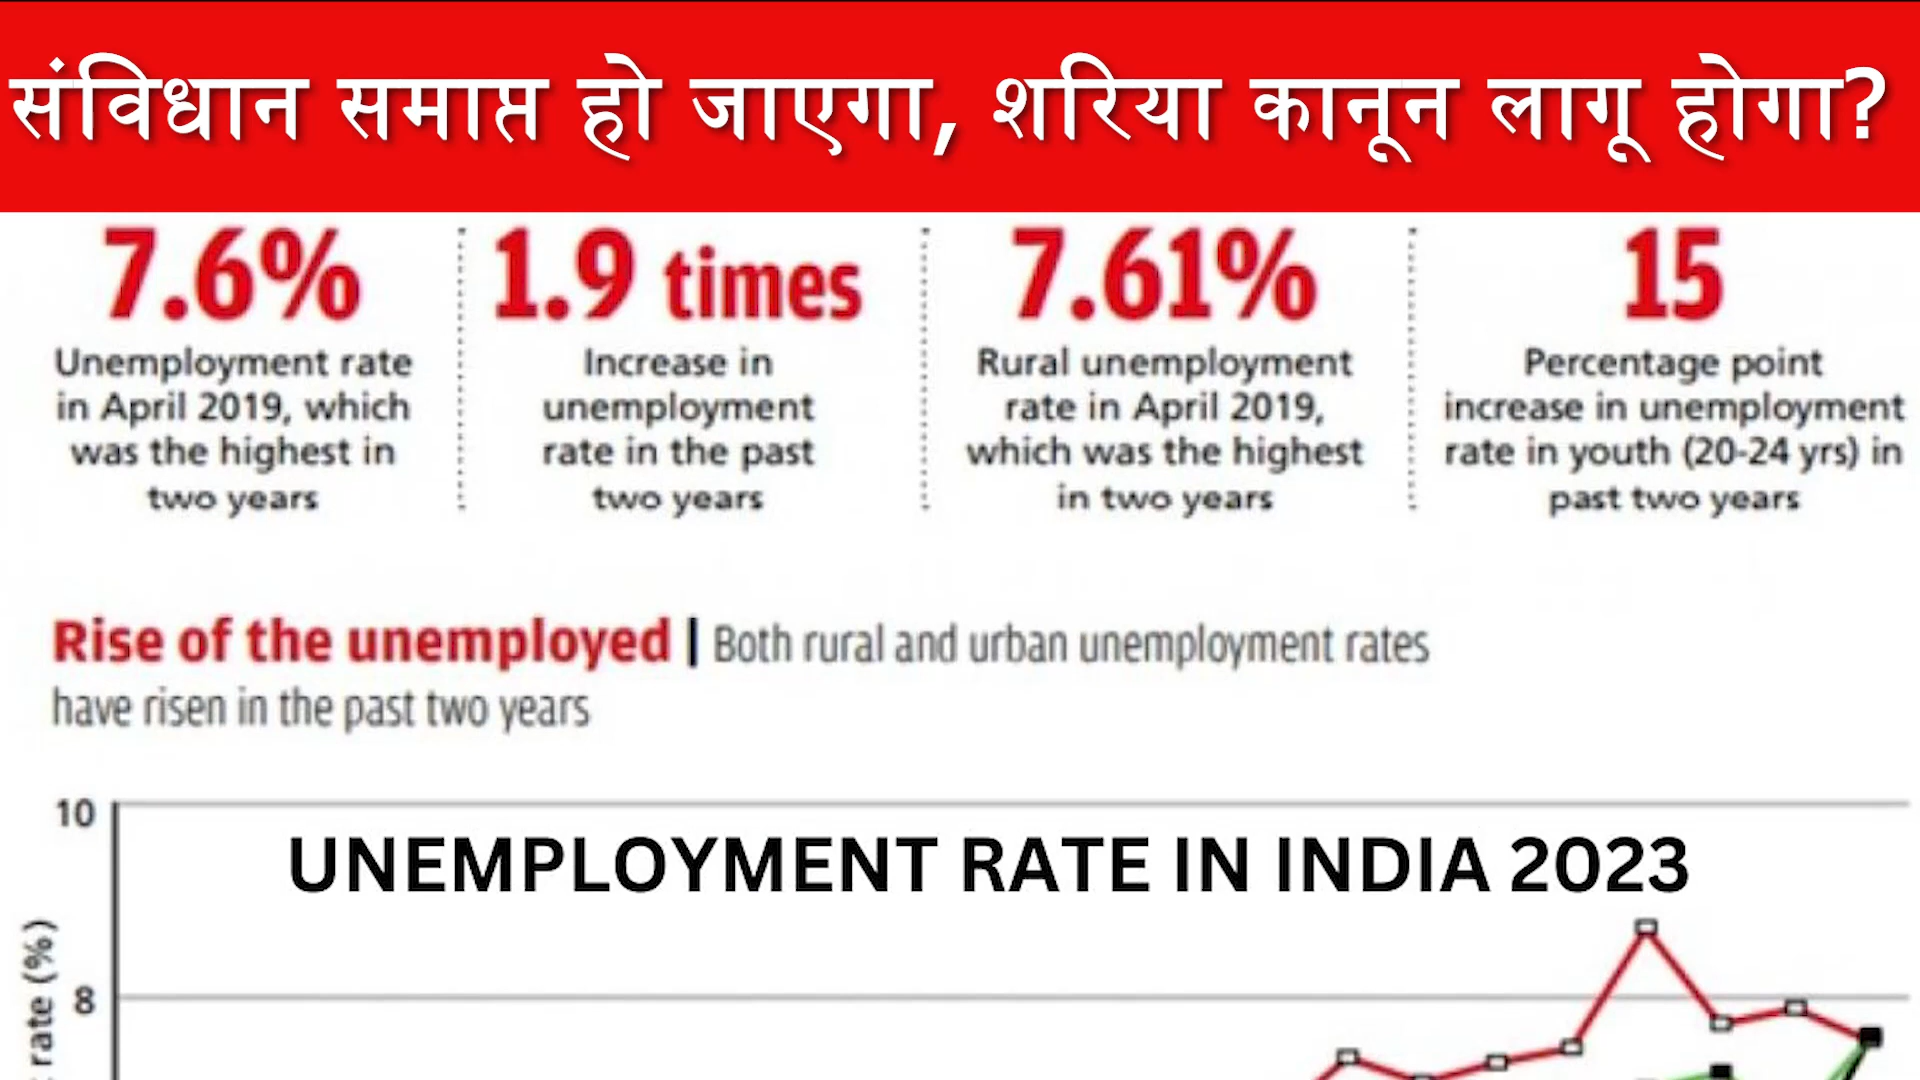 संविधान समाप्त हो जाएगा, शरिया कानून लागू होगा?
7.6%
Unemployment rate
in April 2019, which
was the highest in
two years
1.9 times
Increase in
unemployment
rate in the past
two years
7.61%
Rural unemployment
rate in April 2019,
which was the highest
in two years
15
Percentage point
increase in unemployment
rate in youth (20-24 yrs) in
past two years
Rise of the unemployed | Both rural and urban unemployment rates
have risen in the past two years
10
UNEMPLOYMENT RATE IN INDIA 2023
8
rate (%)